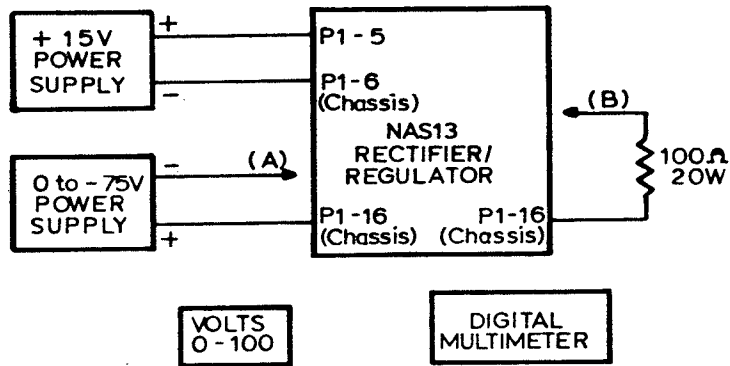 + 15V
POWER
SUPPLY
+
-
P1-5
P1-6
(Chassis)
NAS13
RECTIFIER/
REGULATOR
(B)
100Ω
20W
0 to -75V
POWER
SUPPLY
-
+
(A)
P1-16
(Chassis)
P1-16
(Chassis)
VOLTS
0-100
DIGITAL
MULTIMETER